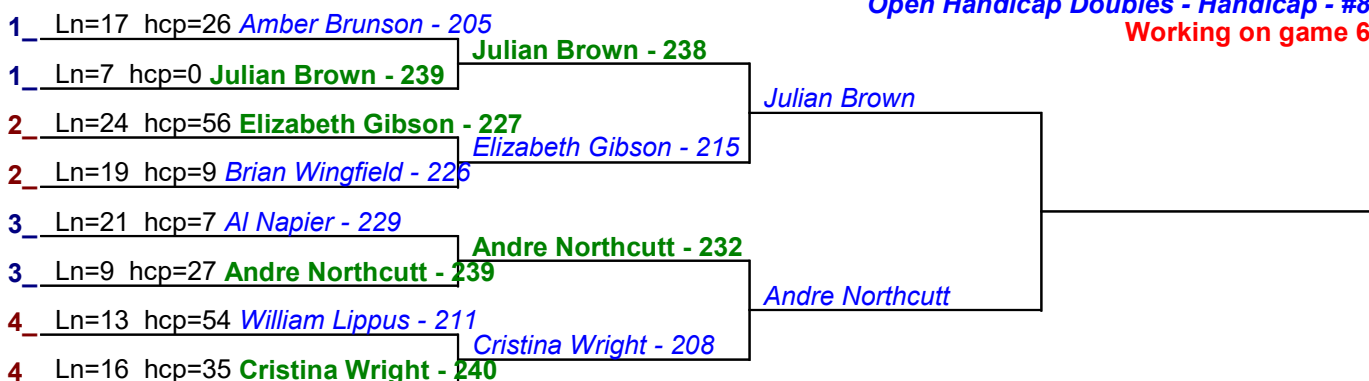 Open Handicap Doubles - Handicap - #8
Working on game 6
1_ Ln=17 hcp=26 Amber Brunson - 205
Julian Brown - 238
1_ Ln=7 hcp=0 Julian Brown - 239
Julian Brown
2_ Ln=24 hcp=56 Elizabeth Gibson - 227
Elizabeth Gibson - 215
2_ Ln=19 hcp=9 Brian Wingfield - 226
3_ Ln=21 hcp=7 Al Napier - 229
Andre Northcutt - 232
3_ Ln=9 hcp=27 Andre Northcutt - 239
Andre Northcutt
4_ Ln=13 hcp=54 William Lippus - 211
Cristina Wright - 208
4 Ln=16 hcp=35 Cristina Wright - 240